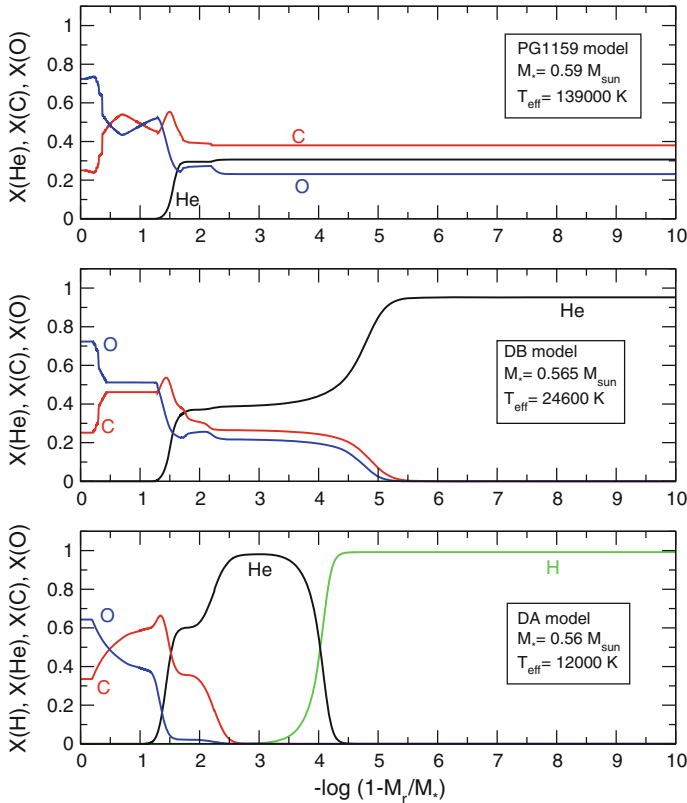 X(He), X(C), X(O)
1
0.8
0.6
0.4
0.2
0
PG1159 model
M*= 0.59 Msun
Teff= 139000 K
C
He
O
0 1 2 3 4 5 6 7 8 9 10
X(He), X(C), X(O)
1
0.8
0.6
0.4
0.2
0
He
O
DB model
M*= 0.565 Msun
Teff= 24600 K
C
0 1 2 3 4 5 6 7 8 9 10
X(H), X(He), X(C), X(O)
1
0.8
0.6
0.4
0.2
0
He
H
O
DA model
M*= 0.56 Msun
Teff= 12000 K
C
0 1 2 3 4 5 6 7 8 9 10
-log (1-Mr/M*)